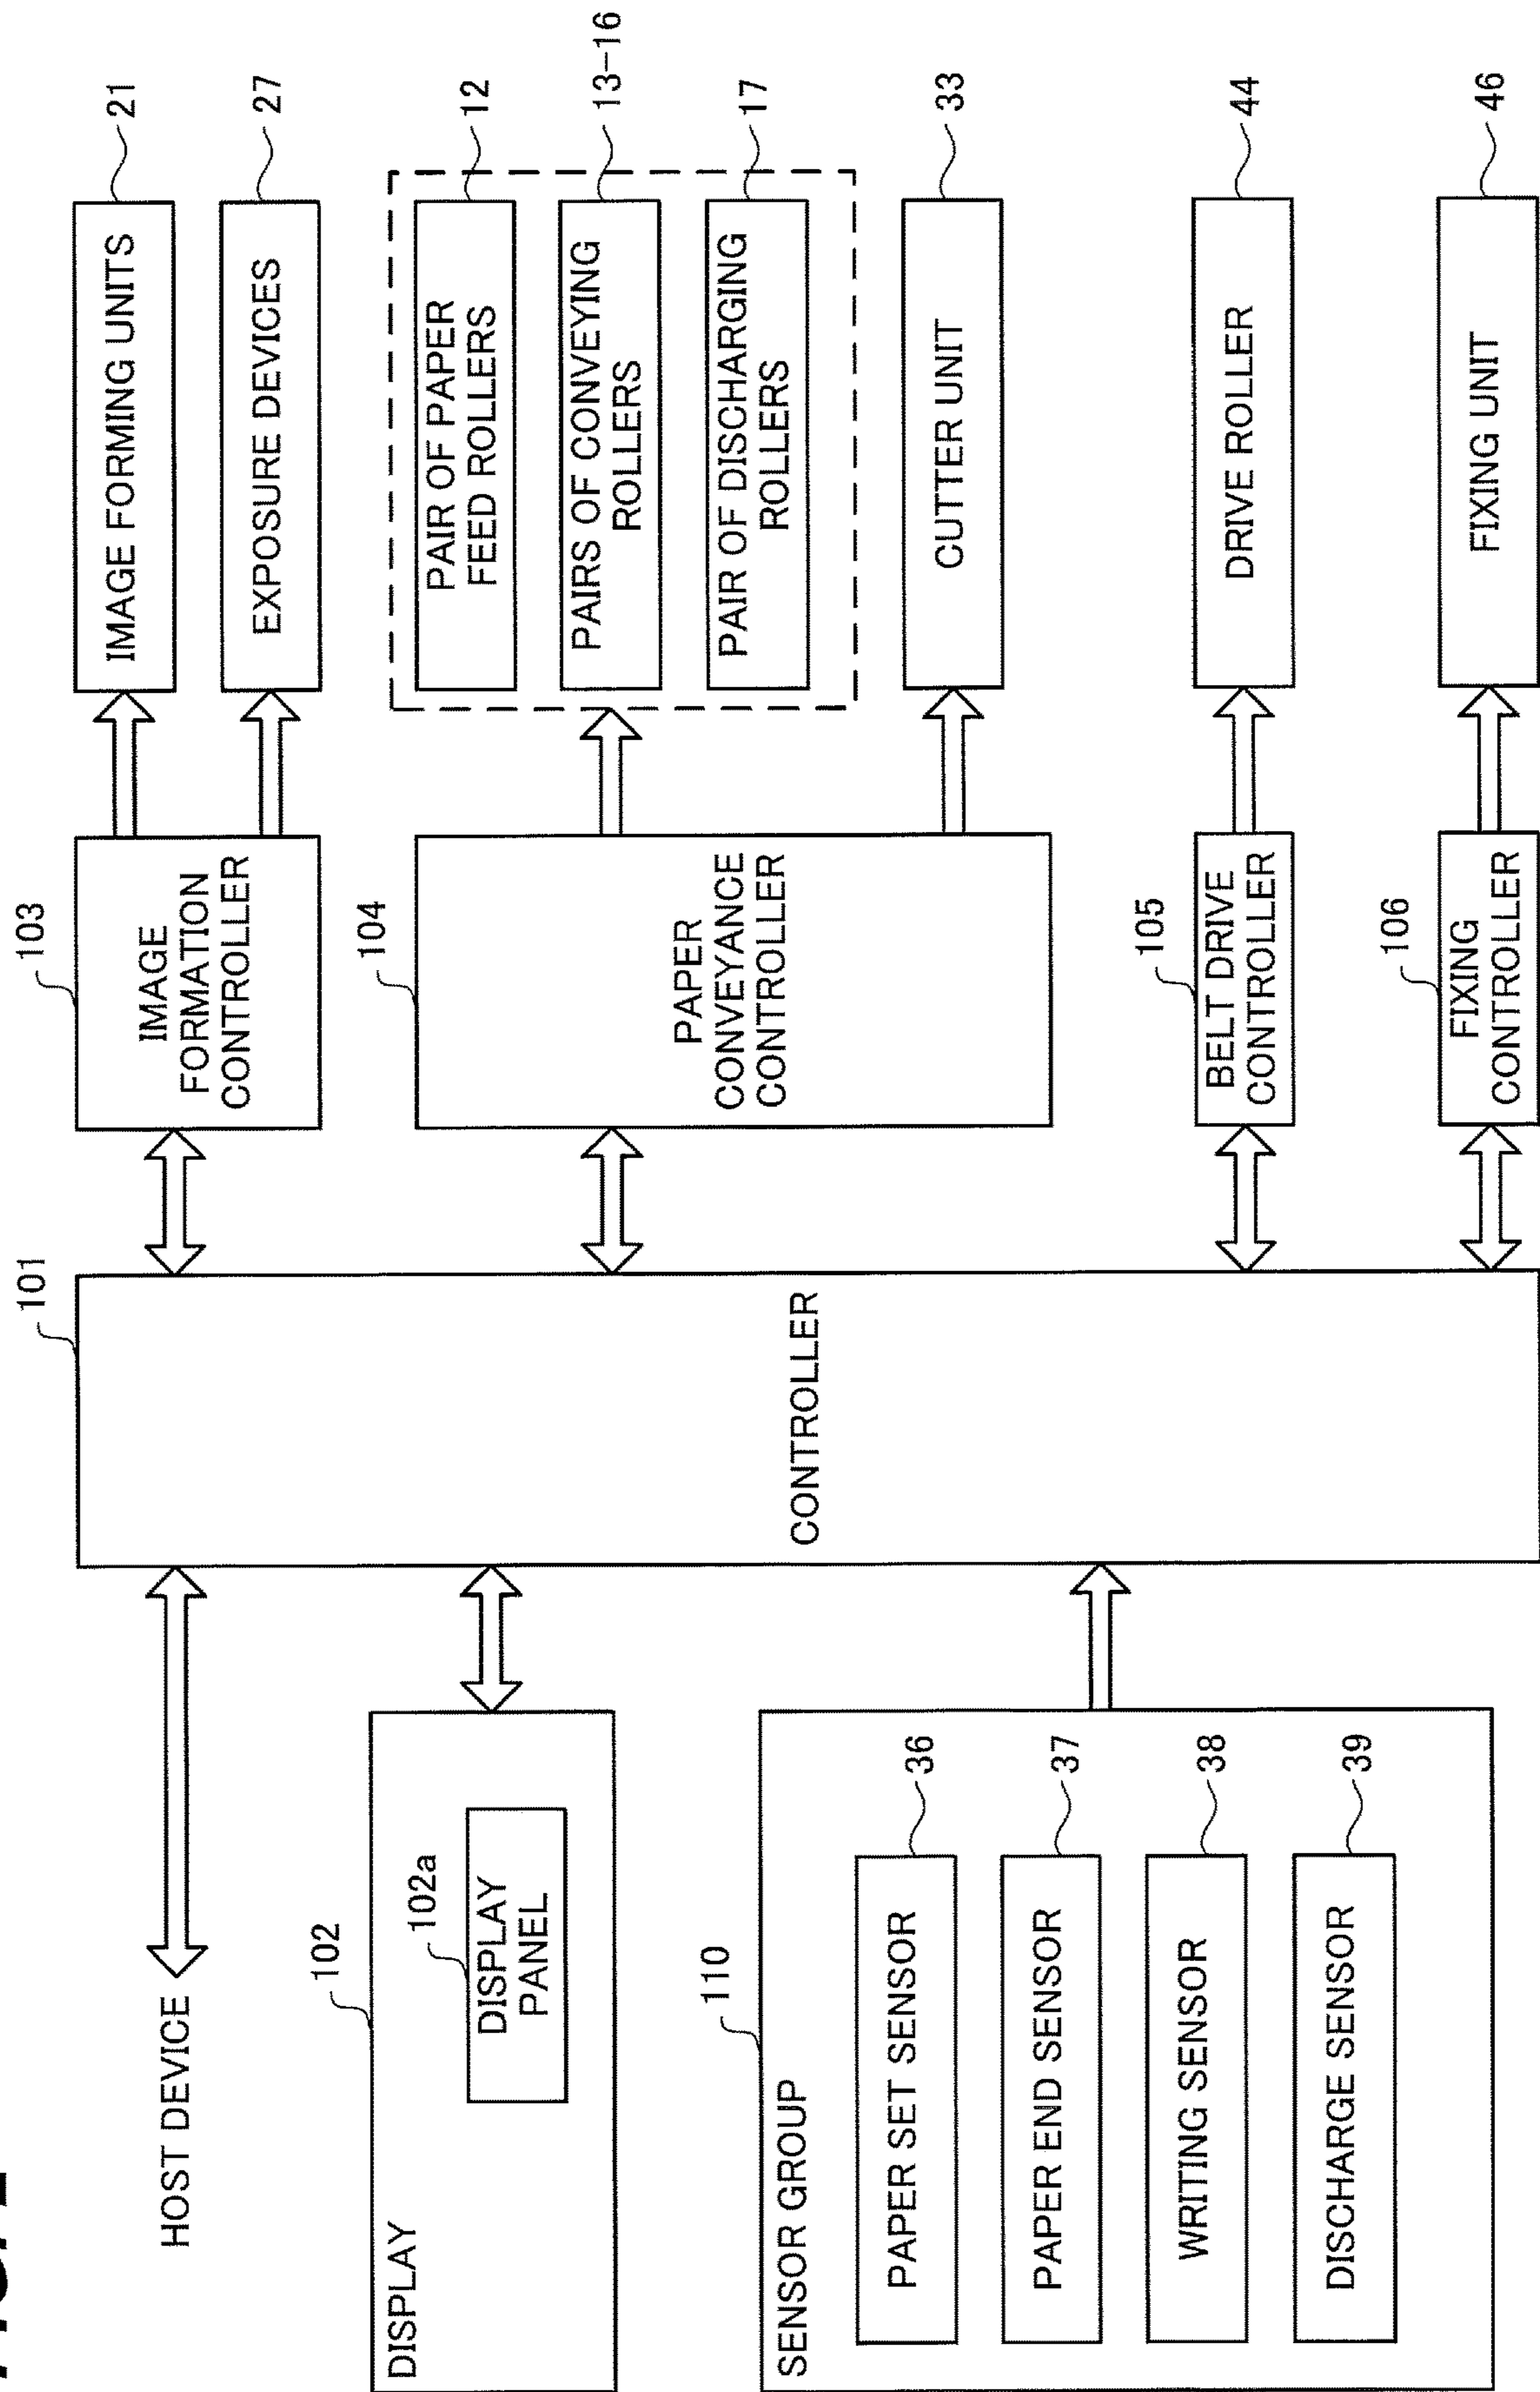 HOST DEVICE
DISPLAY
102
102a
DISPLAY
PANEL
SENSOR GROUP
110
PAPER SET SENSOR
36
PAPER END SENSOR
37
WRITING SENSOR
38
DISCHARGE SENSOR
39
101
CONTROLLER
103
IMAGE
FORMATION
CONTROLLER
104
PAPER
CONVEYANCE
CONTROLLER
105
BELT DRIVE
CONTROLLER
106
FIXING
CONTROLLER
IMAGE FORMING UNITS
21
EXPOSURE DEVICES
27
PAIR OF PAPER
FEED ROLLERS
12
PAIRS OF CONVEYING
ROLLERS
13-16
PAIR OF DISCHARGING
ROLLERS
17
CUTTER UNIT
33
DRIVE ROLLER
44
FIXING UNIT
46